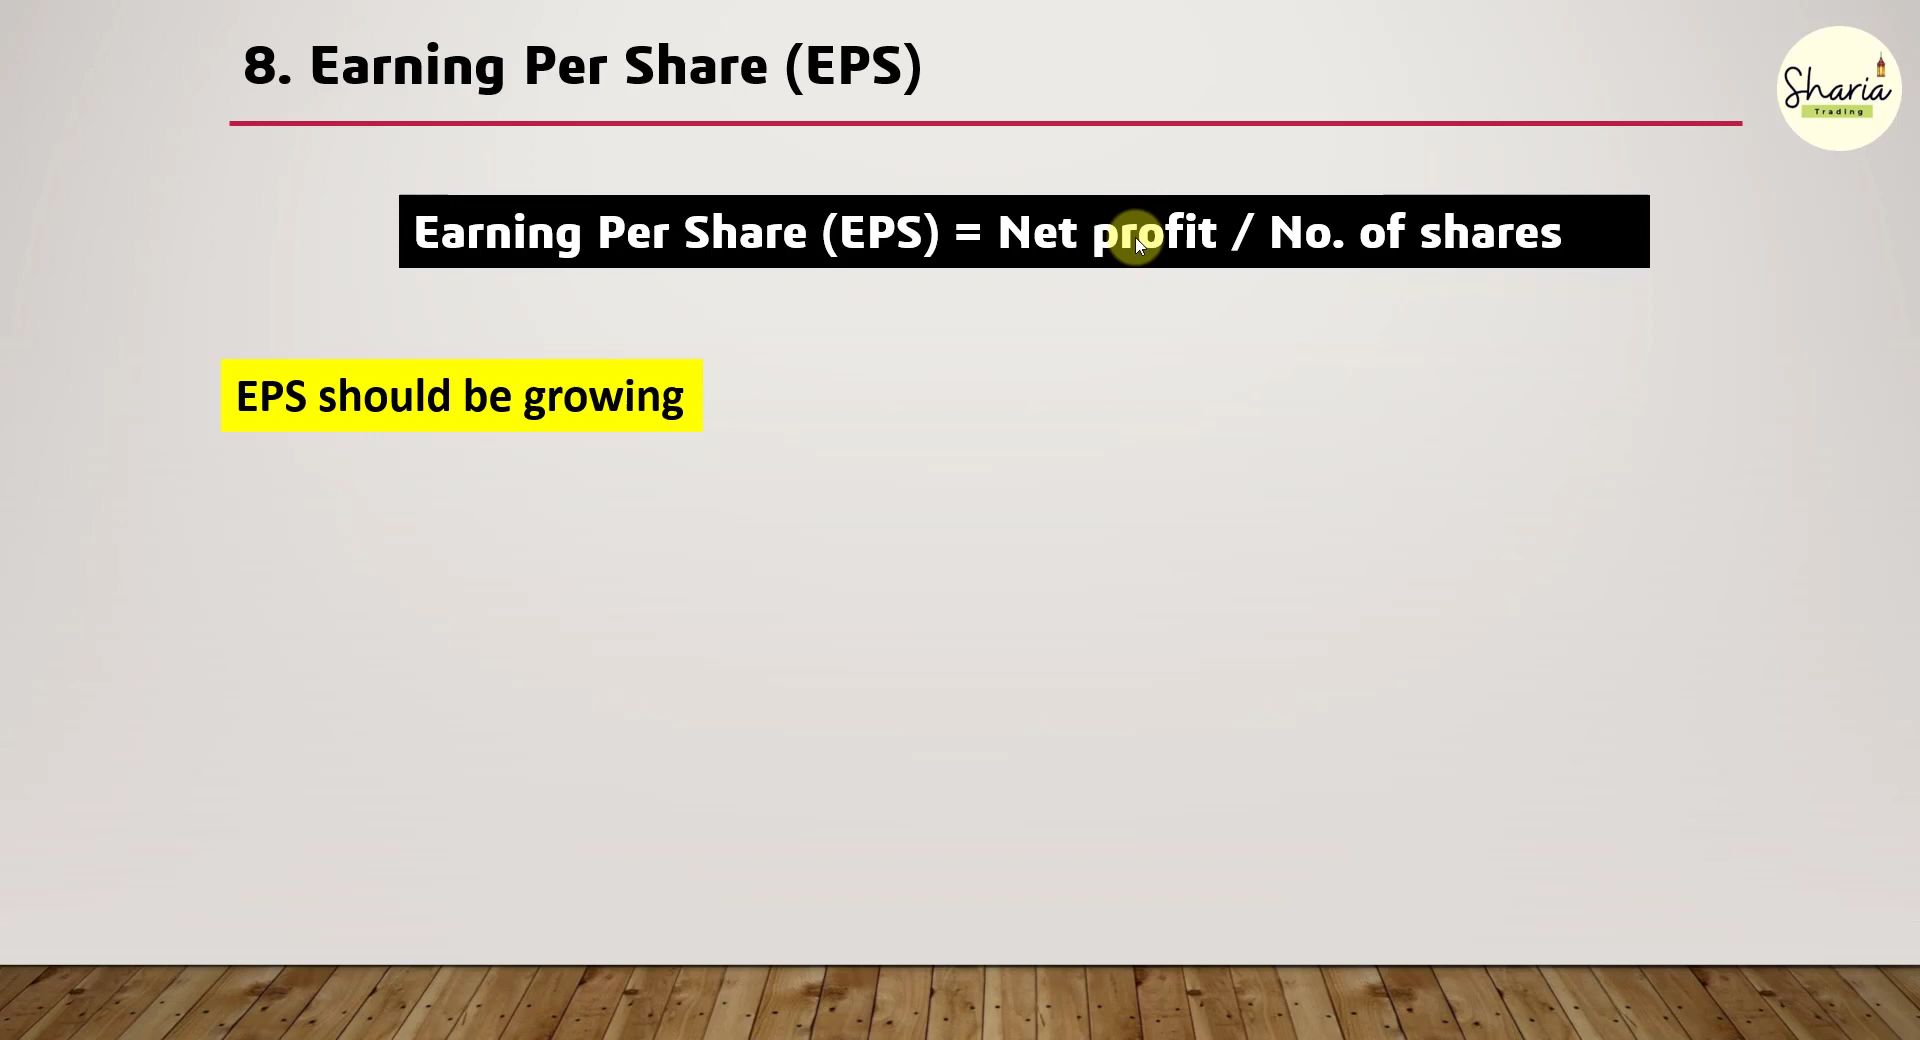 8. Earning Per Share (EPS)
Sharia
Trading
Earning Per Share (EPS) = Net profit / No. of shares
EPS should be growing